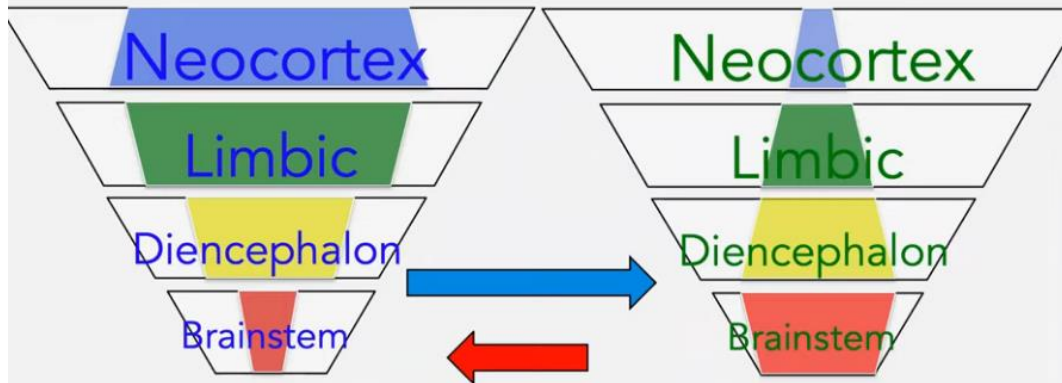 Neocortex
Limbic
Diencephalon
Brainstem
Neocortex
Limbic
Diencephalon
Brainstem